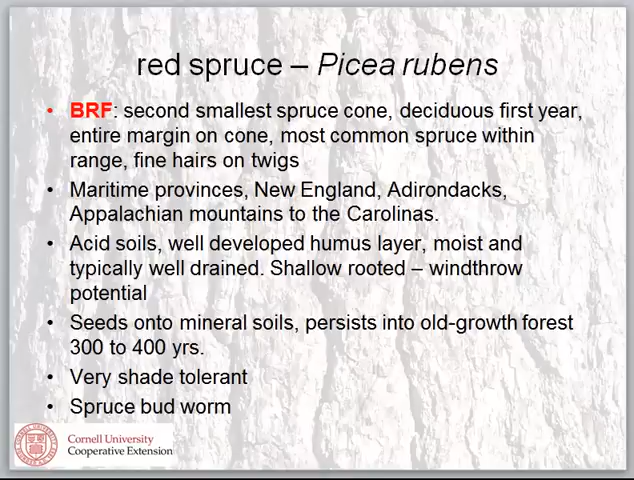 red spruce – Picea rubens
• BRF: second smallest spruce cone, deciduous first year,
entire margin on cone, most common spruce within
range, fine hairs on twigs
• Maritime provinces, New England, Adirondacks,
Appalachian mountains to the Carolinas.
• Acid soils, well developed humus layer, moist and
typically well drained. Shallow rooted – windthrow
potential
• Seeds onto mineral soils, persists into old-growth forest
300 to 400 yrs.
• Very shade tolerant
• Spruce bud worm
Cornell University
Cooperative Extension